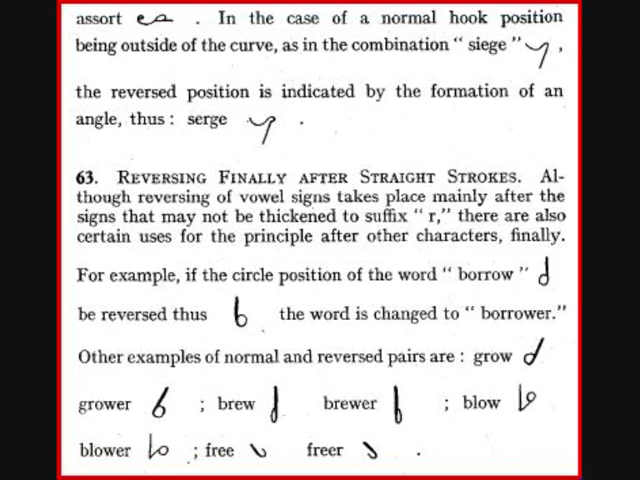 assort . In the case of a normal hook position
being outside of the curve, as in the combination “ siege ” ,
the reversed position is indicated by the formation of an
angle, thus : serge .
63. REVERSING FINALLY AFTER STRAIGHT STROKES. Al-
though reversing of vowel signs takes place mainly after the
signs that may not be thickened to suffix “ r,” there are also
certain uses for the principle after other characters, finally.
For example, if the circle position of the word “ borrow ”
be reversed thus the word is changed to “ borrower.”
Other examples of normal and reversed pairs are : grow
grower ; brew brewer ; blow
blower ; free freer .